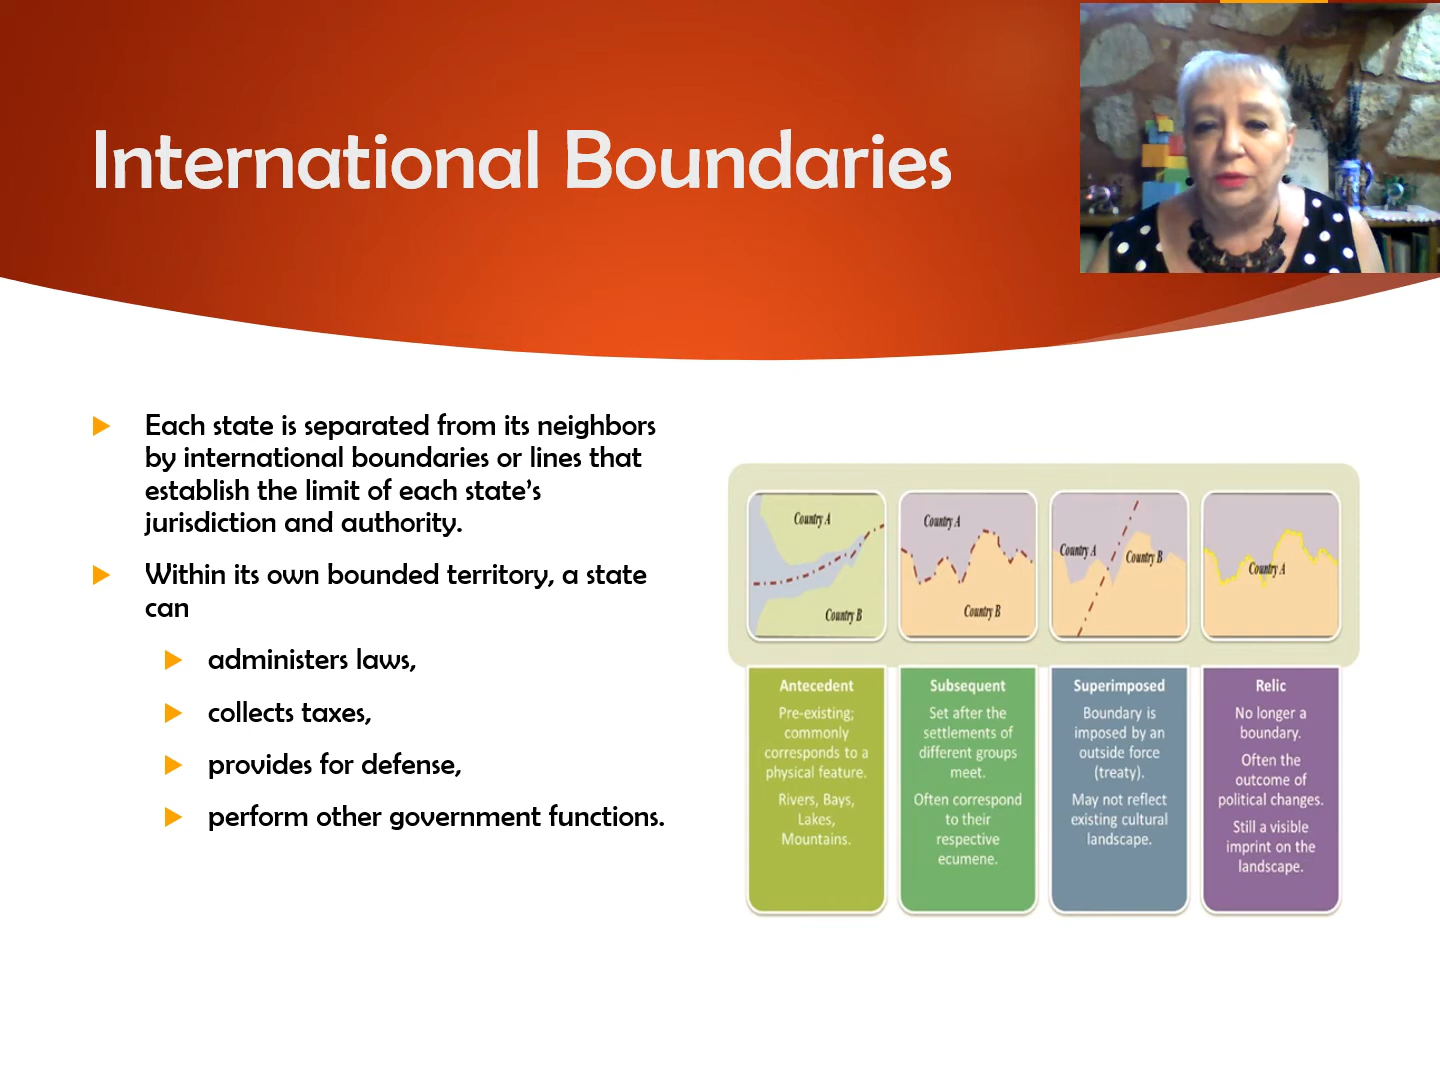 International Boundaries
Each state is separated from its neighbors
by international boundaries or lines that
establish the limit of each state’s
jurisdiction and authority.
Within its own bounded territory, a state
can
administers laws,
collects taxes,
provides for defense,
perform other government functions.
Country A
Country B
Country A
Country B
Country A
Country B
Country A
Antecedent
Pre-existing;
commonly
corresponds to a
physical feature.
Rivers, Bays,
Lakes,
Mountains.
Subsequent
Set after the
settlements of
different groups
meet.
Often correspond
to their
respective
ecumene.
Superimposed
Boundary is
imposed by an
outside force
(treaty).
May not reflect
existing cultural
landscape.
Relic
No longer a
boundary.
Often the
outcome of
political changes.
Still a visible
imprint on the
landscape.